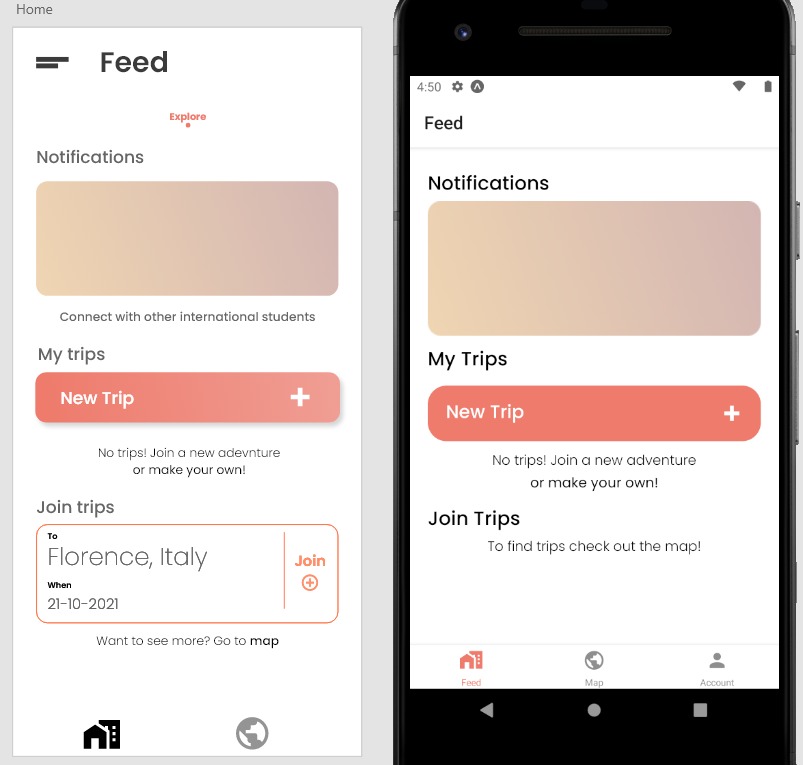 Home
Feed
Explore
Notifications
Connect with other international students
My trips
New Trip
No trips! Join a new adevnture
or make your own!
Join trips
To
Florence, Italy
When
21-10-2021
Join
Want to see more? Go to map
4:50
Feed
Notifications
My Trips
New Trip
No trips! Join a new adventure
or make your own!
Join Trips
To find trips check out the map!
Feed
Map
Account